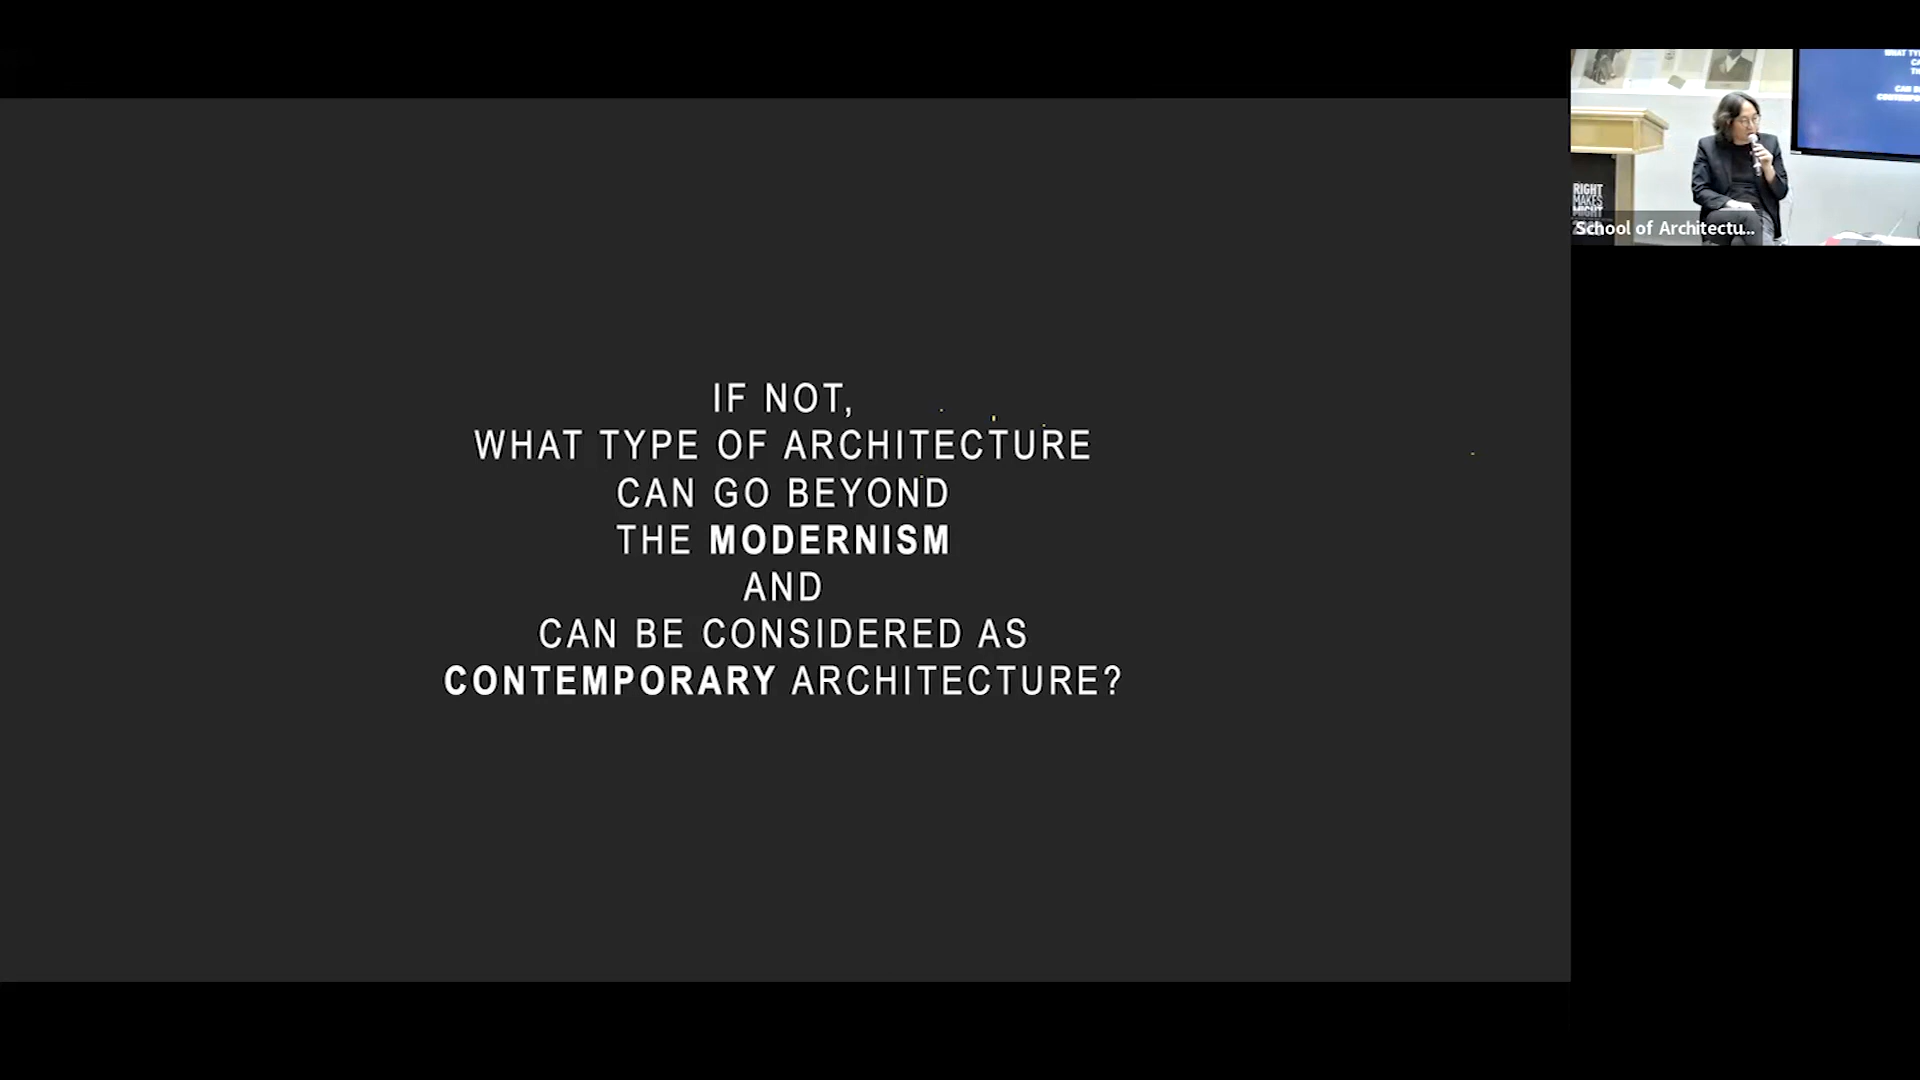 IF NOT,
WHAT TYPE OF ARCHITECTURE
CAN GO BEYOND
THE MODERNISM
AND
CAN BE CONSIDERED AS
CONTEMPORARY ARCHITECTURE?
RIGHT
MAKES
MIGHT
School of Architectu...